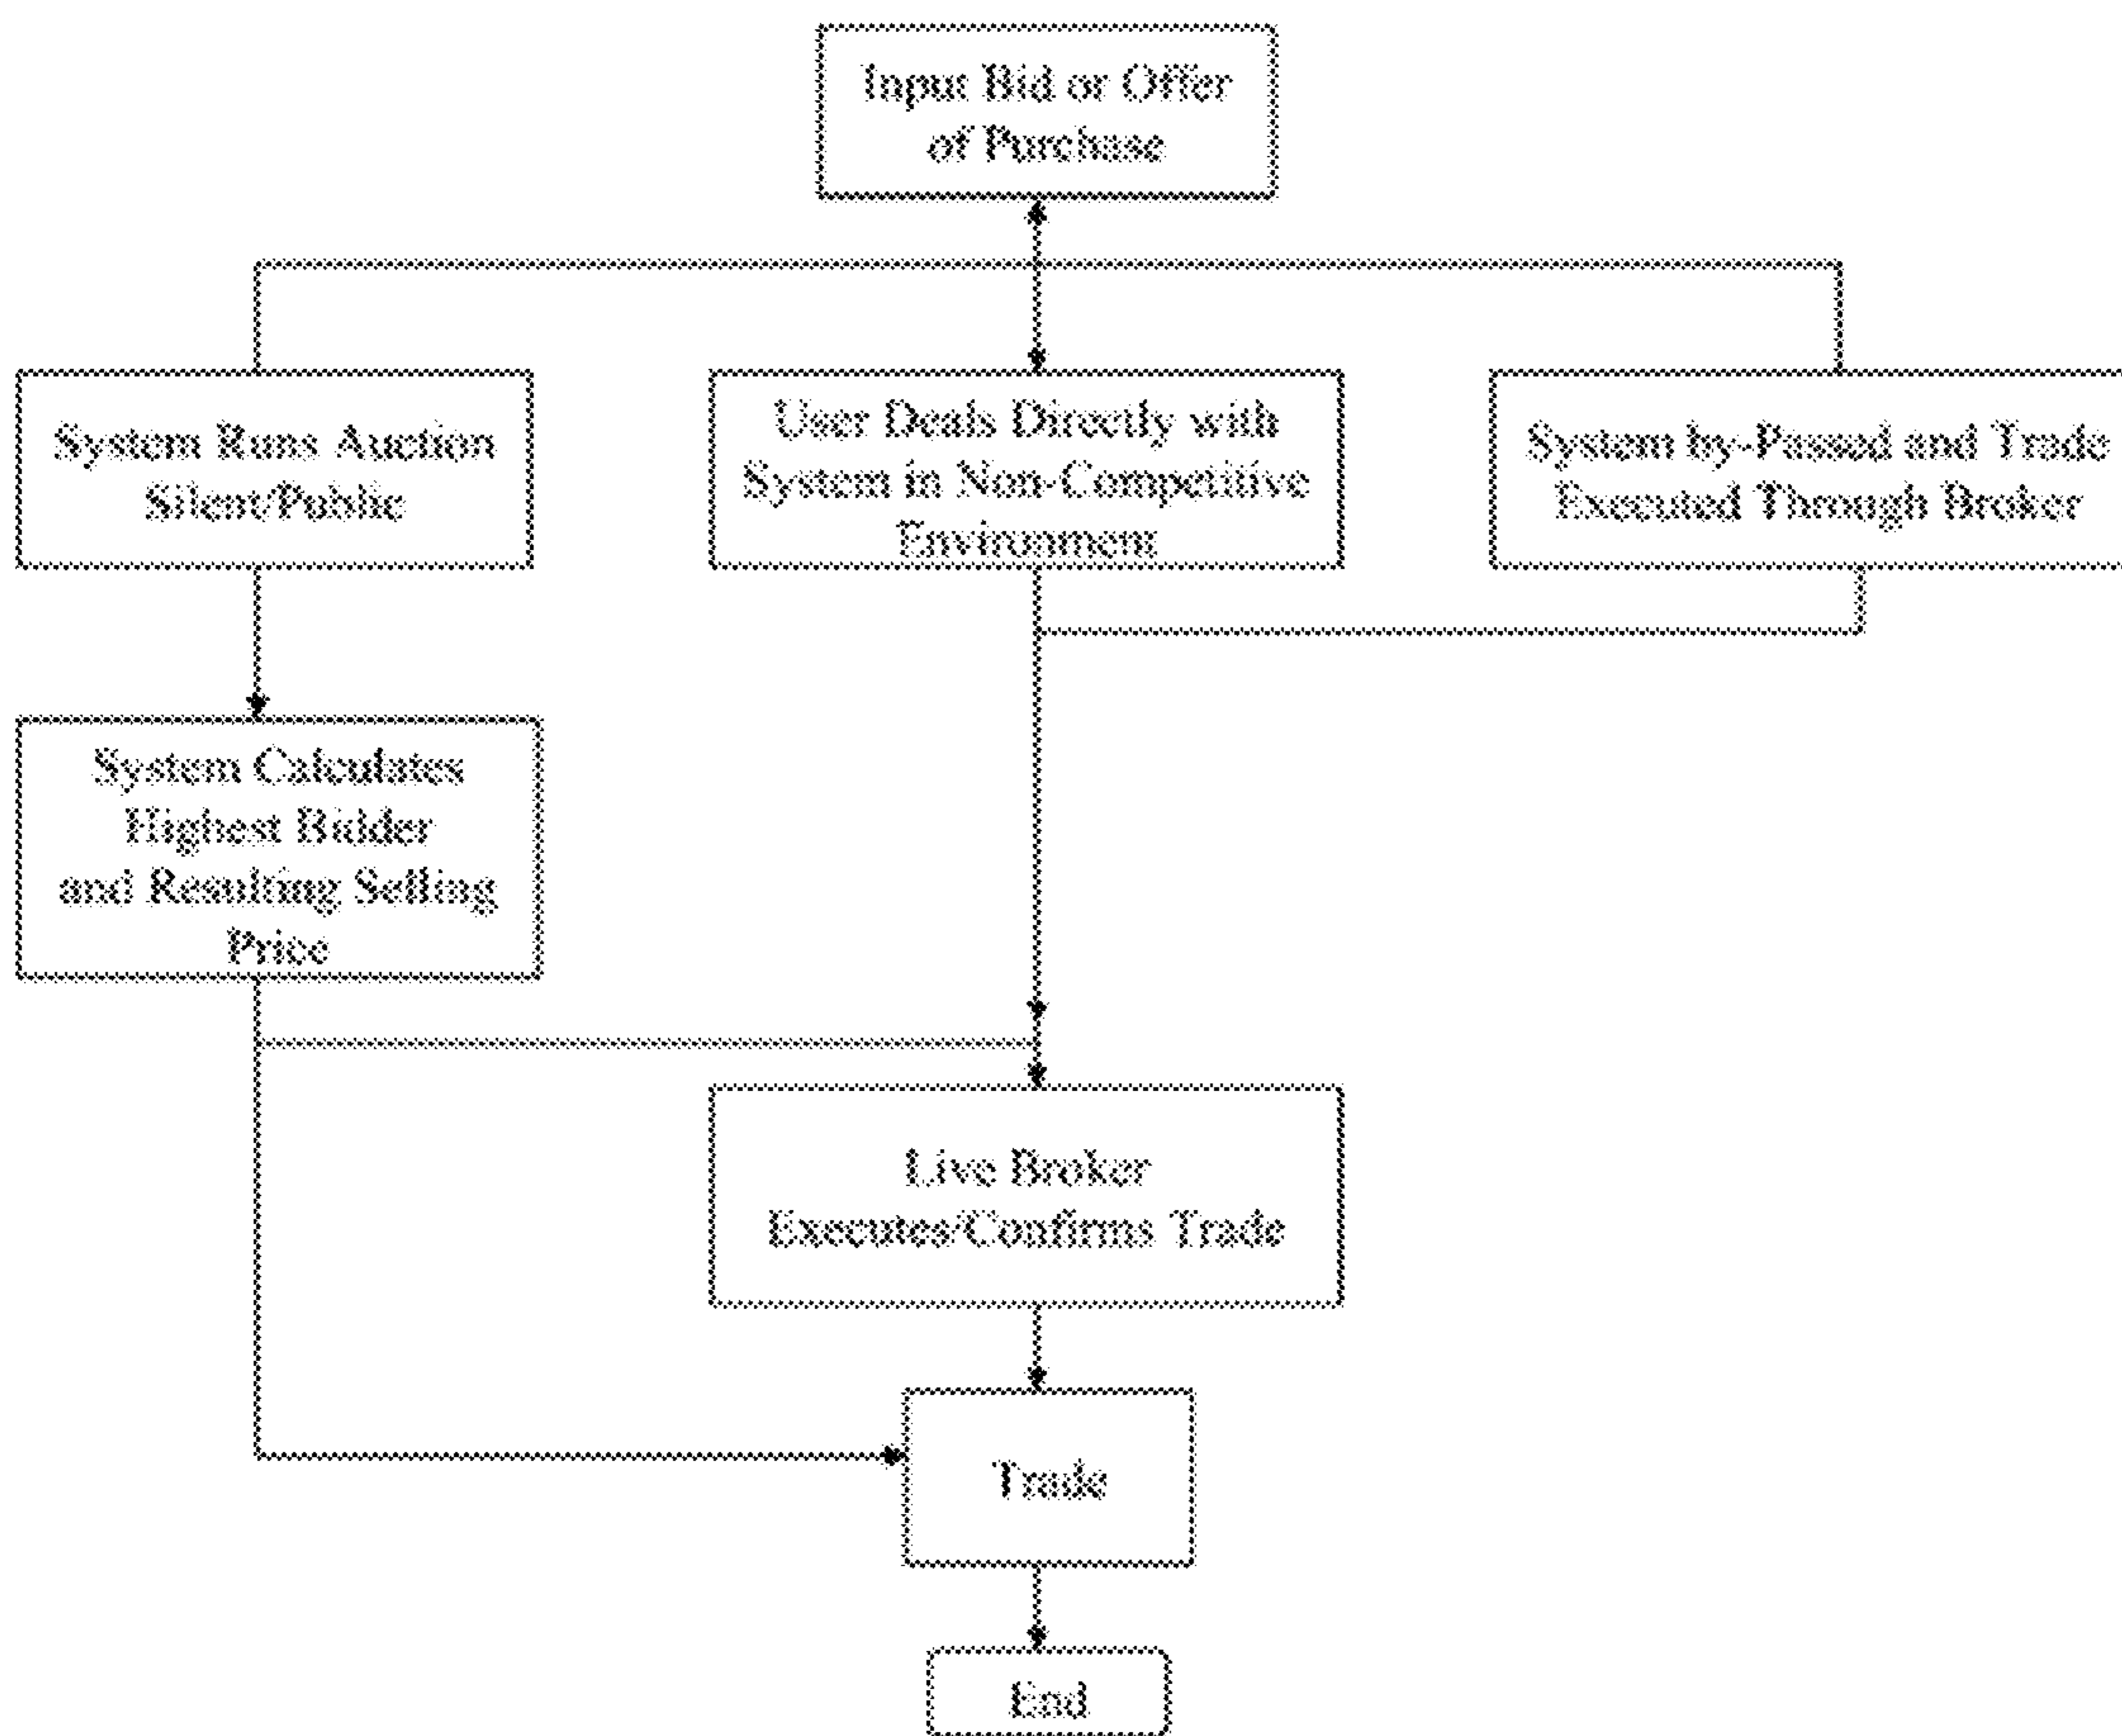 Input Bid or Offer
of Purchase
System Runs Auction
Silent/Public
User Deals Directly with
System in Non-Competitive
Environment
System by-Passad and Trade
Executed Through Broker
System Calculates
Highest Bidder
and Resulting Selling
Price
Live Broker
Executes/Confirms Trade
Trade
End